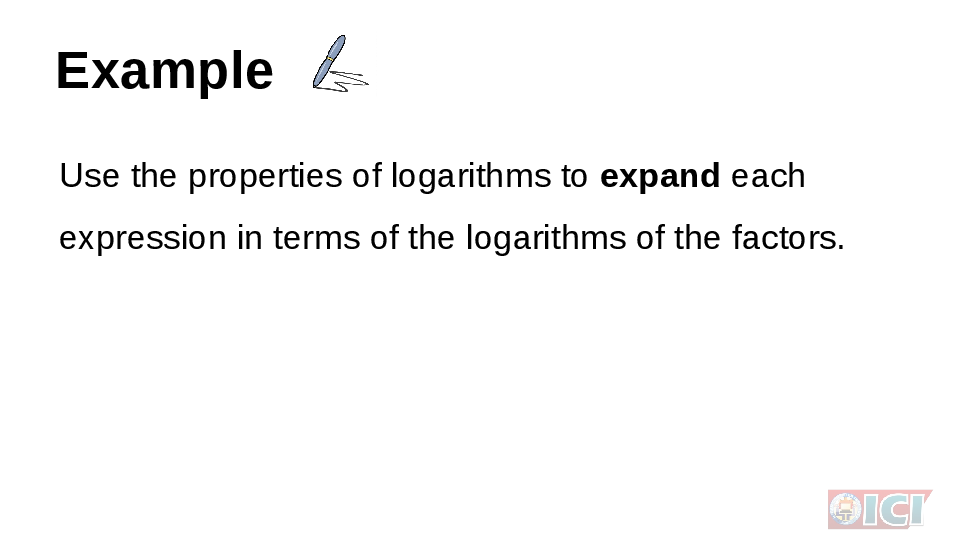 Example
Use the properties of logarithms to expand each
expression in terms of the logarithms of the factors.
ICI